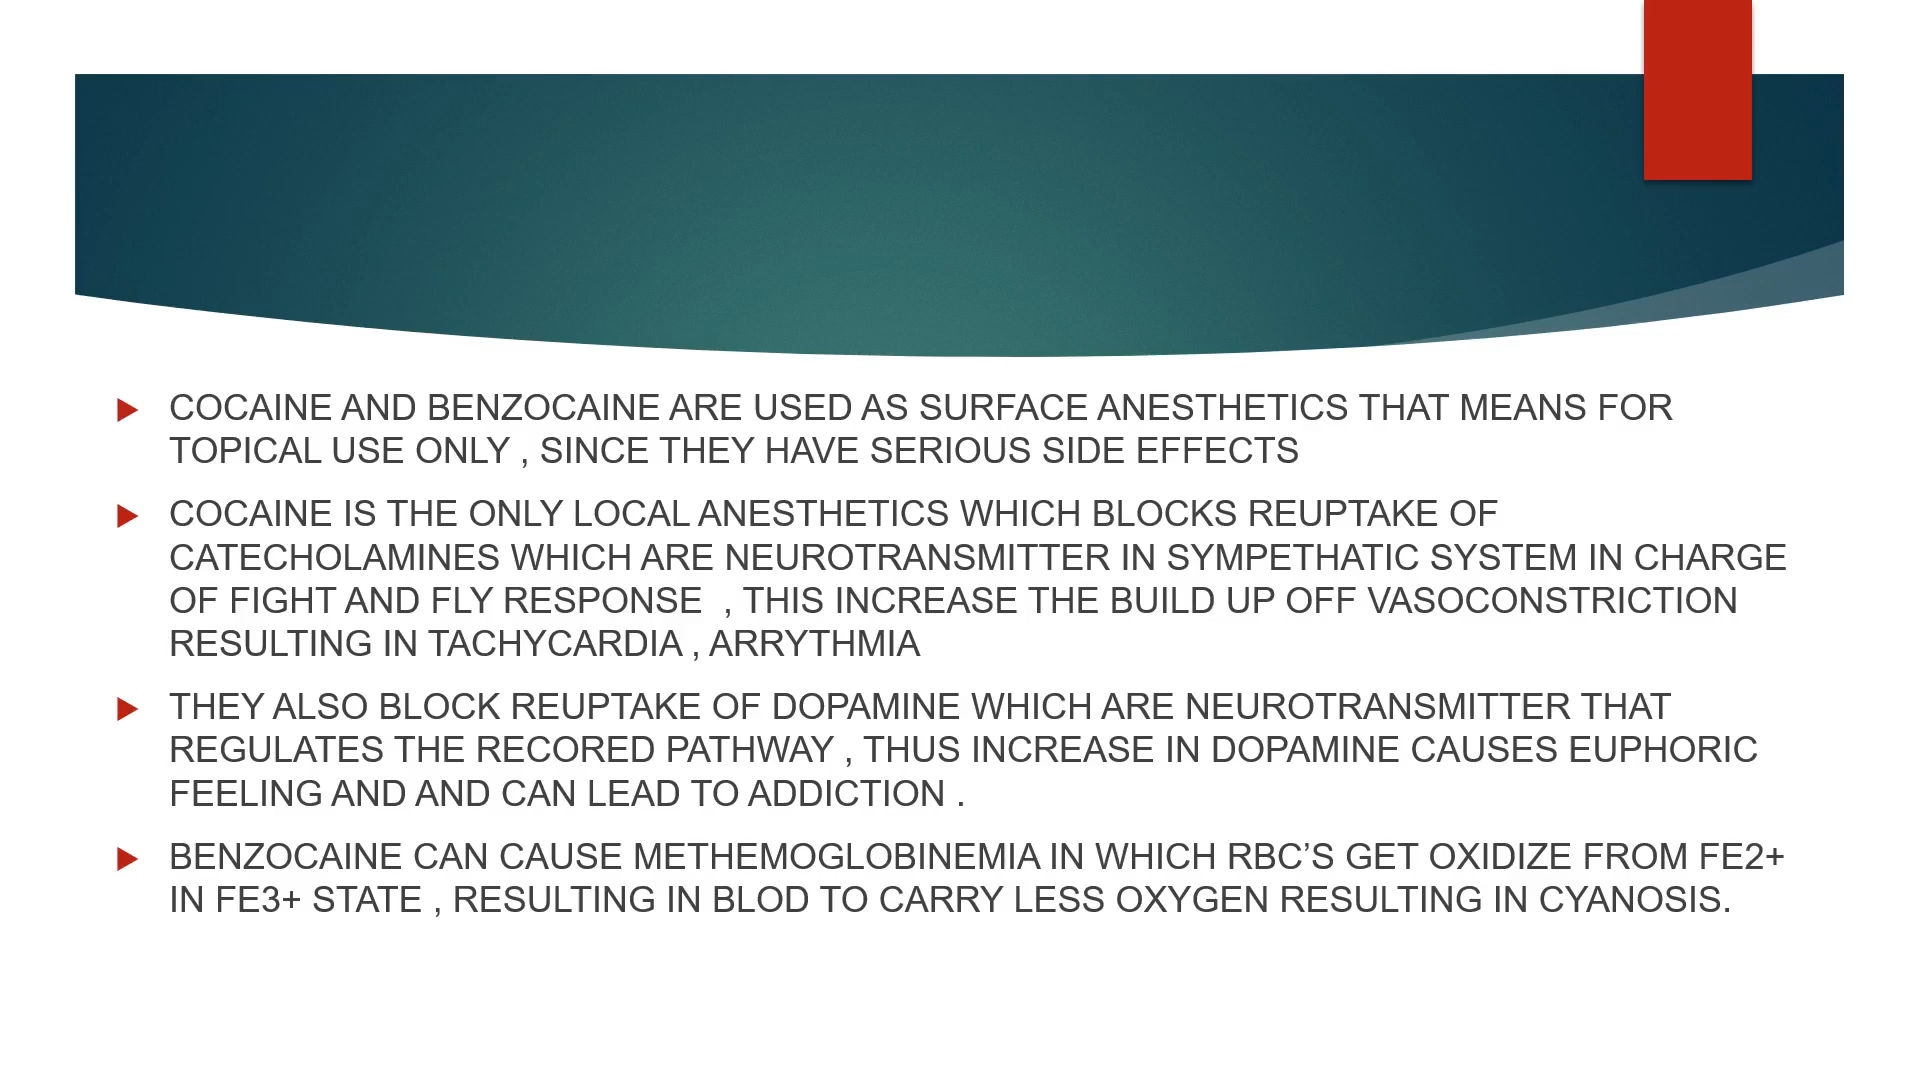 COCAINE AND BENZOCAINE ARE USED AS SURFACE ANESTHETICS THAT MEANS FOR
TOPICAL USE ONLY , SINCE THEY HAVE SERIOUS SIDE EFFECTS
COCAINE IS THE ONLY LOCAL ANESTHETICS WHICH BLOCKS REUPTAKE OF
CATECHOLAMINES WHICH ARE NEUROTRANSMITTER IN SYMPETHATIC SYSTEM IN CHARGE
OF FIGHT AND FLY RESPONSE  , THIS INCREASE THE BUILD UP OFF VASOCONSTRICTION
RESULTING IN TACHYCARDIA , ARRYTHMIA
THEY ALSO BLOCK REUPTAKE OF DOPAMINE WHICH ARE NEUROTRANSMITTER THAT
REGULATES THE RECORED PATHWAY , THUS INCREASE IN DOPAMINE CAUSES EUPHORIC
FEELING AND AND CAN LEAD TO ADDICTION .
BENZOCAINE CAN CAUSE METHEMOGLOBINEMIA IN WHICH RBC’S GET OXIDIZE FROM FE2+
IN FE3+ STATE , RESULTING IN BLOD TO CARRY LESS OXYGEN RESULTING IN CYANOSIS.